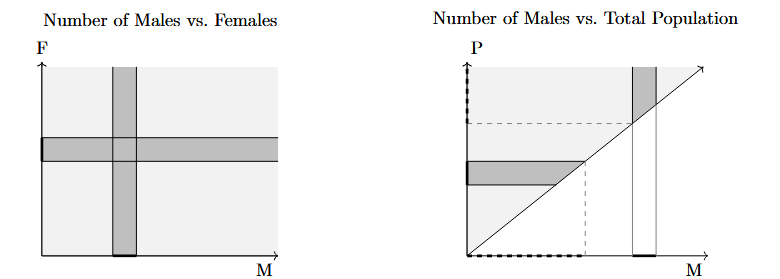 Number of Males vs. Females
F
M
Number of Males vs. Total Population
P
M